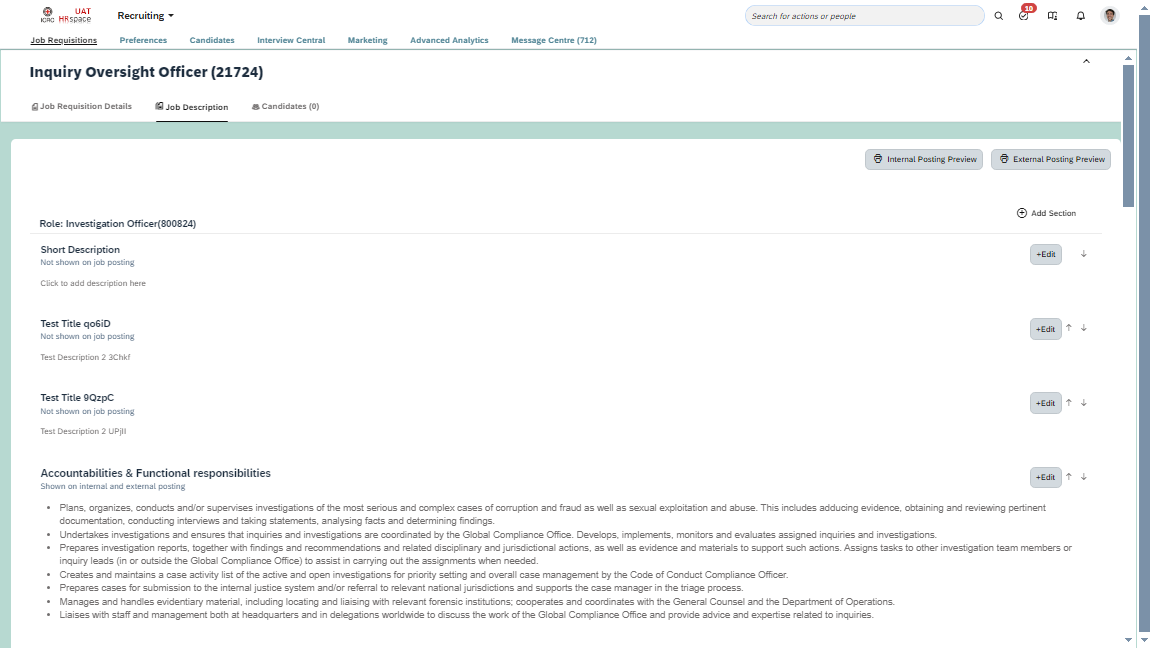 ICRC
UAT
HRspace
Recruiting
Search for actions or people
10
Job Requisitions
Preferences
Candidates
Interview Central
Marketing
Advanced Analytics
Message Centre (712)
Inquiry Oversight Officer (21724)
Job Requisition Details
Job Description
Candidates (0)
Internal Posting Preview
External Posting Preview
Add Section
Role: Investigation Officer(800824)
Short Description
Not shown on job posting
+Edit
Click to add description here
Test Title qo6iD
Not shown on job posting
+Edit
Test Description 2 3Chkf
Test Title 9QzpC
Not shown on job posting
+Edit
Test Description 2 UPjII
Accountabilities & Functional responsibilities
Shown on internal and external posting
+Edit
• Plans, organizes, conducts and/or supervises investigations of the most serious and complex cases of corruption and fraud as well as sexual exploitation and abuse. This includes adducing evidence, obtaining and reviewing pertinent
documentation, conducting interviews and taking statements, analysing facts and determining findings.
• Undertakes investigations and ensures that inquiries and investigations are coordinated by the Global Compliance Office. Develops, implements, monitors and evaluates assigned inquiries and investigations.
• Prepares investigation reports, together with findings and recommendations and related disciplinary and jurisdictional actions, as well as evidence and materials to support such actions. Assigns tasks to other investigation team members or
inquiry leads (in or outside the Global Compliance Office) to assist in carrying out the assignments when needed.
• Creates and maintains a case activity list of the active and open investigations for priority setting and overall case management by the Code of Conduct Compliance Officer.
• Prepares cases for submission to the internal justice system and/or referral to relevant national jurisdictions and supports the case manager in the triage process.
• Manages and handles evidentiary material, including locating and liaising with relevant forensic institutions; cooperates and coordinates with the General Counsel and the Department of Operations.
• Liaises with staff and management both at headquarters and in delegations worldwide to discuss the work of the Global Compliance Office and provide advice and expertise related to inquiries.